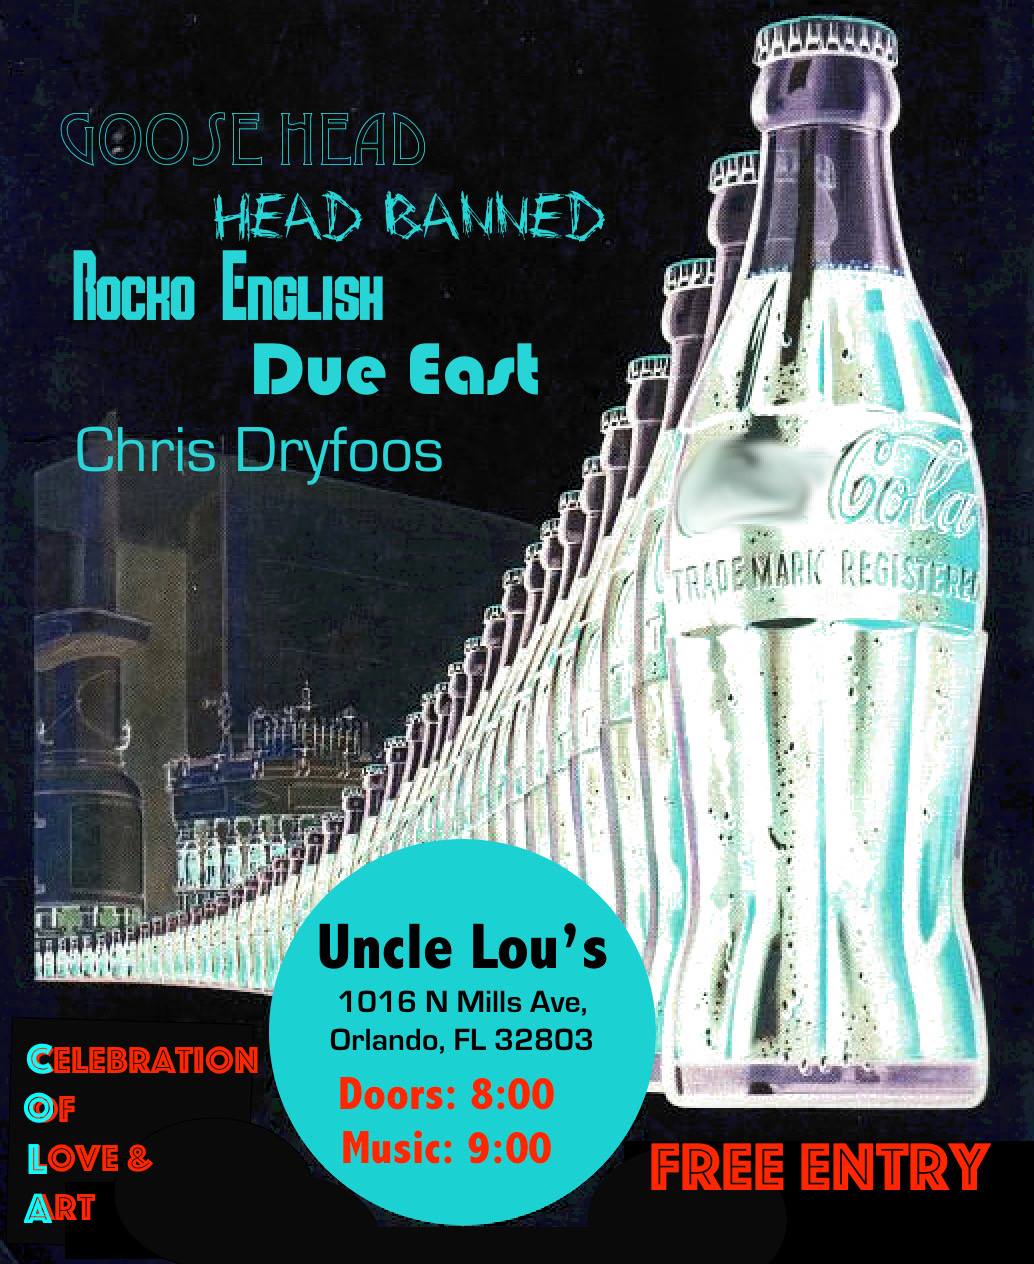 GOOSE HEAD
HEAD BANNED
ROCKO ENGLISH
Due East
Chris Dryfoos
Cola
TRADE MARK REGISTERED
Uncle Lou's
1016 N Mills Ave,
Orlando, FL 32803
Doors: 8:00
Music: 9:00
CELEBRATION
OF
LOVE &
ART
FREE ENTRY